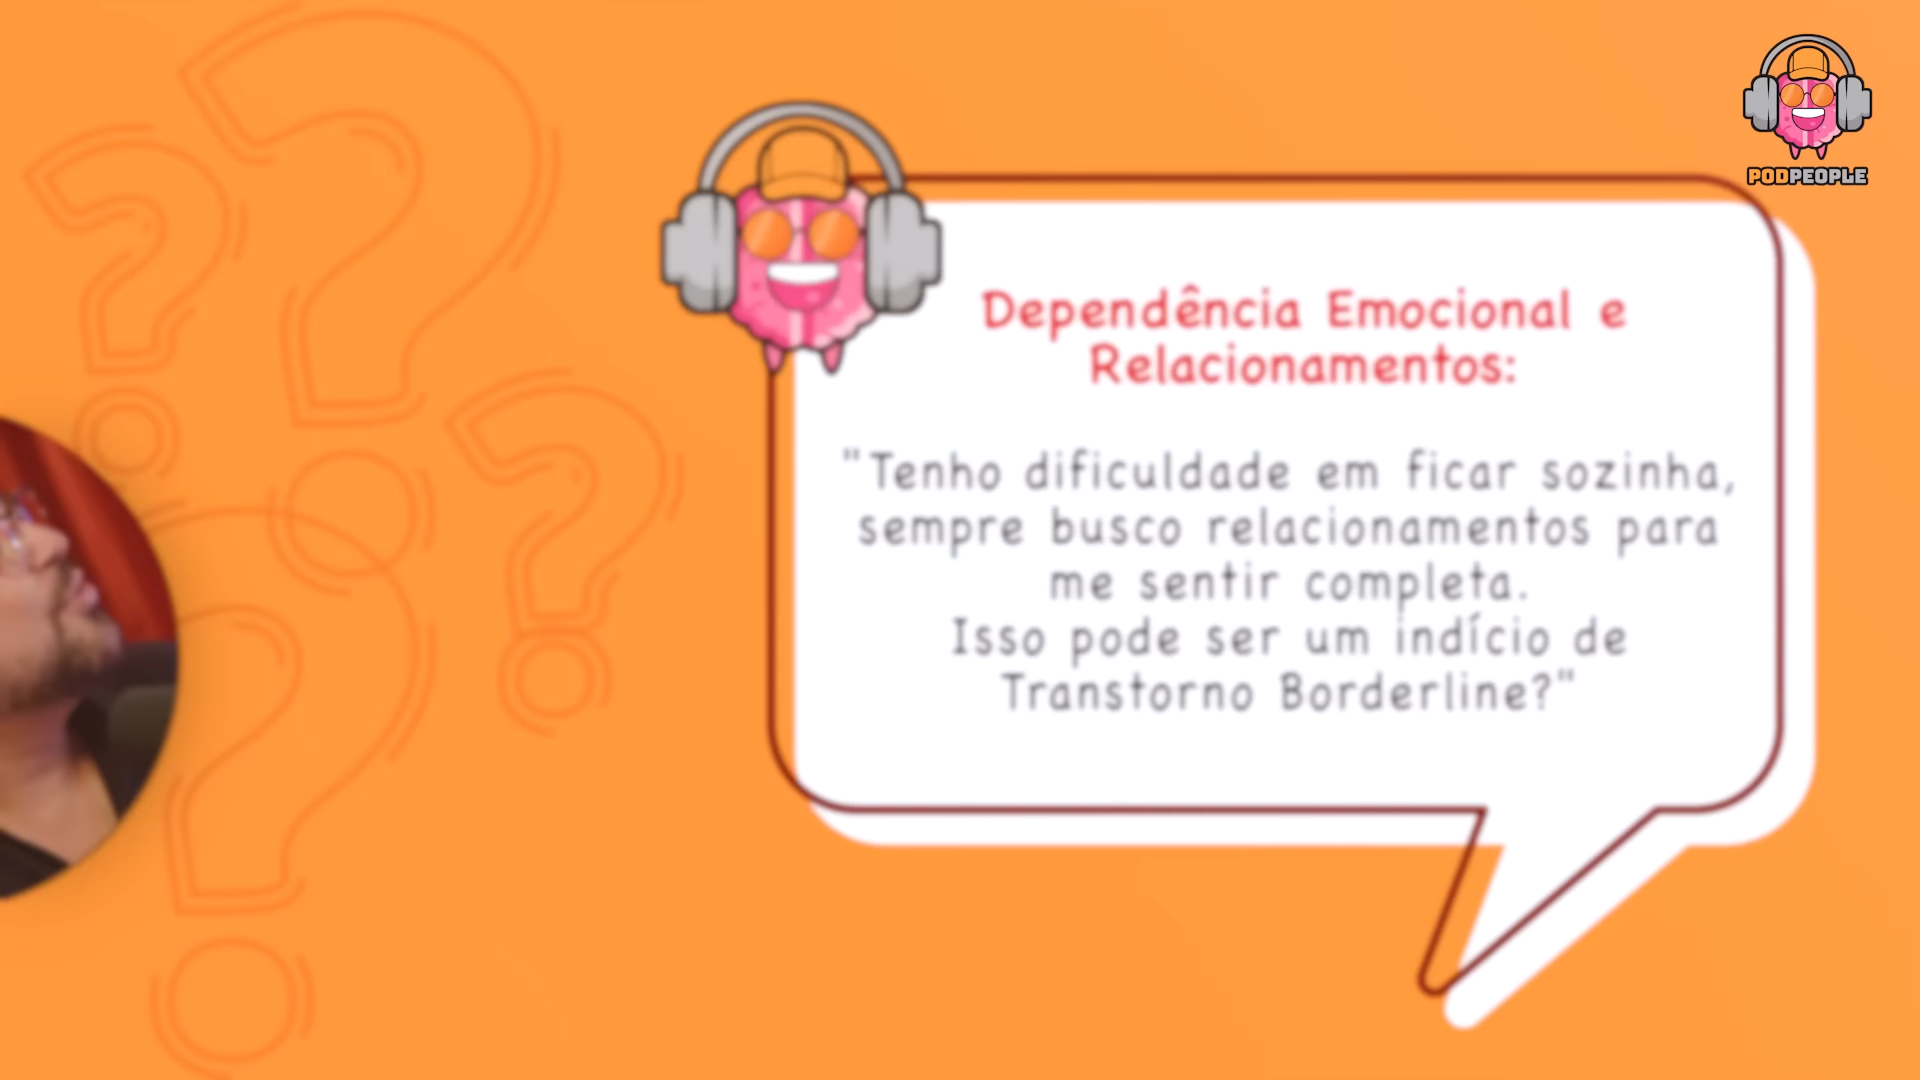 PODPEOPLE
Dependência Emocional e
Relacionamentos:
"Tenho dificuldade em ficar sozinha,
sempre busco relacionamentos para
me sentir completa.
Isso pode ser um indício de
Transtorno Borderline?"